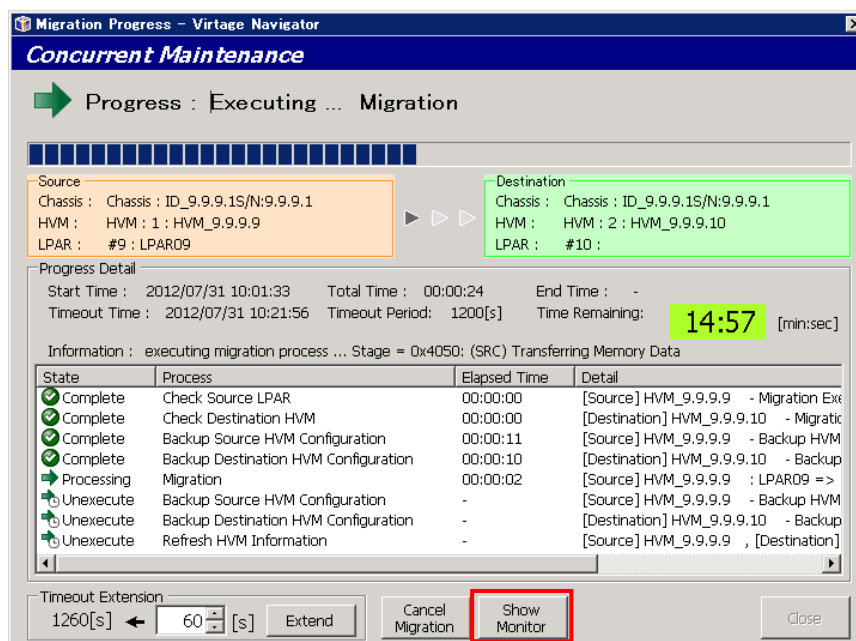 Migration Progress - Virtage Navigator
Concurrent Maintenance
Progress : Executing ... Migration
Source
Chassis : Chassis : ID_9.9.9.1S/N:9.9.9.1
HVM : HVM : 1 : HVM_9.9.9.9
LPAR : #9 : LPAR09
Destination
Chassis : Chassis : ID_9.9.9.1S/N:9.9.9.1
HVM : HVM : 2 : HVM_9.9.9.10
LPAR : #10 :
Progress Detail
Start Time : 2012/07/31 10:01:33 Total Time : 00:00:24 End Time : -
Timeout Time : 2012/07/31 10:21:56 Timeout Period: 1200[s] Time Remaining: 14:57 [min:sec]
Information : executing migration process ... Stage = 0x4050: (SRC) Transferring Memory Data
State Process Elapsed Time Detail
Complete Check Source LPAR 00:00:00 [Source] HVM_9.9.9.9 - Migration Exe
Complete Check Destination HVM 00:00:00 [Destination] HVM_9.9.9.10 - Migratic
Complete Backup Source HVM Configuration 00:00:11 [Source] HVM_9.9.9.9 - Backup HVM
Complete Backup Destination HVM Configuration 00:00:10 [Destination] HVM_9.9.9.10 - Backup
Processing Migration 00:00:02 [Source] HVM_9.9.9.9 : LPAR09 =>
Unexecute Backup Source HVM Configuration - [Source] HVM_9.9.9.9 - Backup HVM
Unexecute Backup Destination HVM Configuration - [Destination] HVM_9.9.9.10 - Backup
Unexecute Refresh HVM Information - [Source] HVM_9.9.9.9 , [Destination]
Timeout Extension
1260[s] 60 [s] Extend
Cancel Migration
Show Monitor
Close